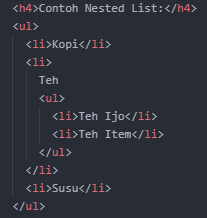 <h4>Contoh Nested List:</h4>
<ul>
<li>Kopi</li>
<li>
Teh
<ul>
<li>Teh Ijo</li>
<li>Teh Item</li>
</ul>
</li>
<li>Susu</li>
</ul>